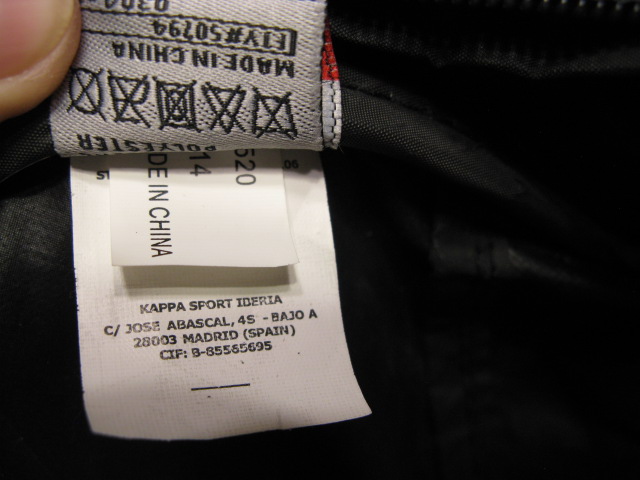 0304
FTY#50794
MADE IN CHINA
POLYESTER
520
14
DE IN CHINA
KAPPA SPORT IBERIA
C/ JOSE ABASCAL, 45 - BAJO A
28003 MADRID (SPAIN)
CIF: B-85565695